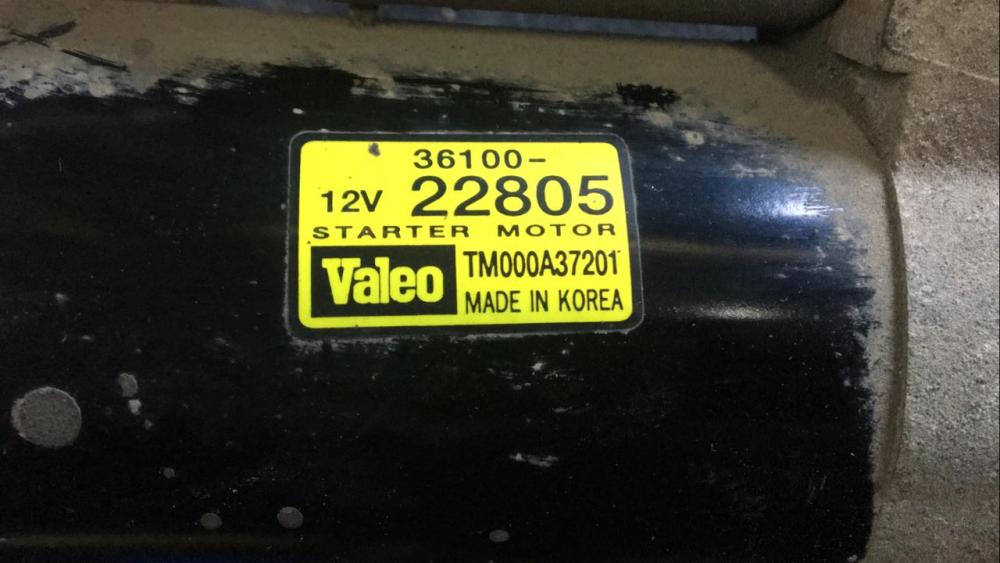 36100-
12V 22805
STARTER MOTOR
Valeo TM000A37201
MADE IN KOREA